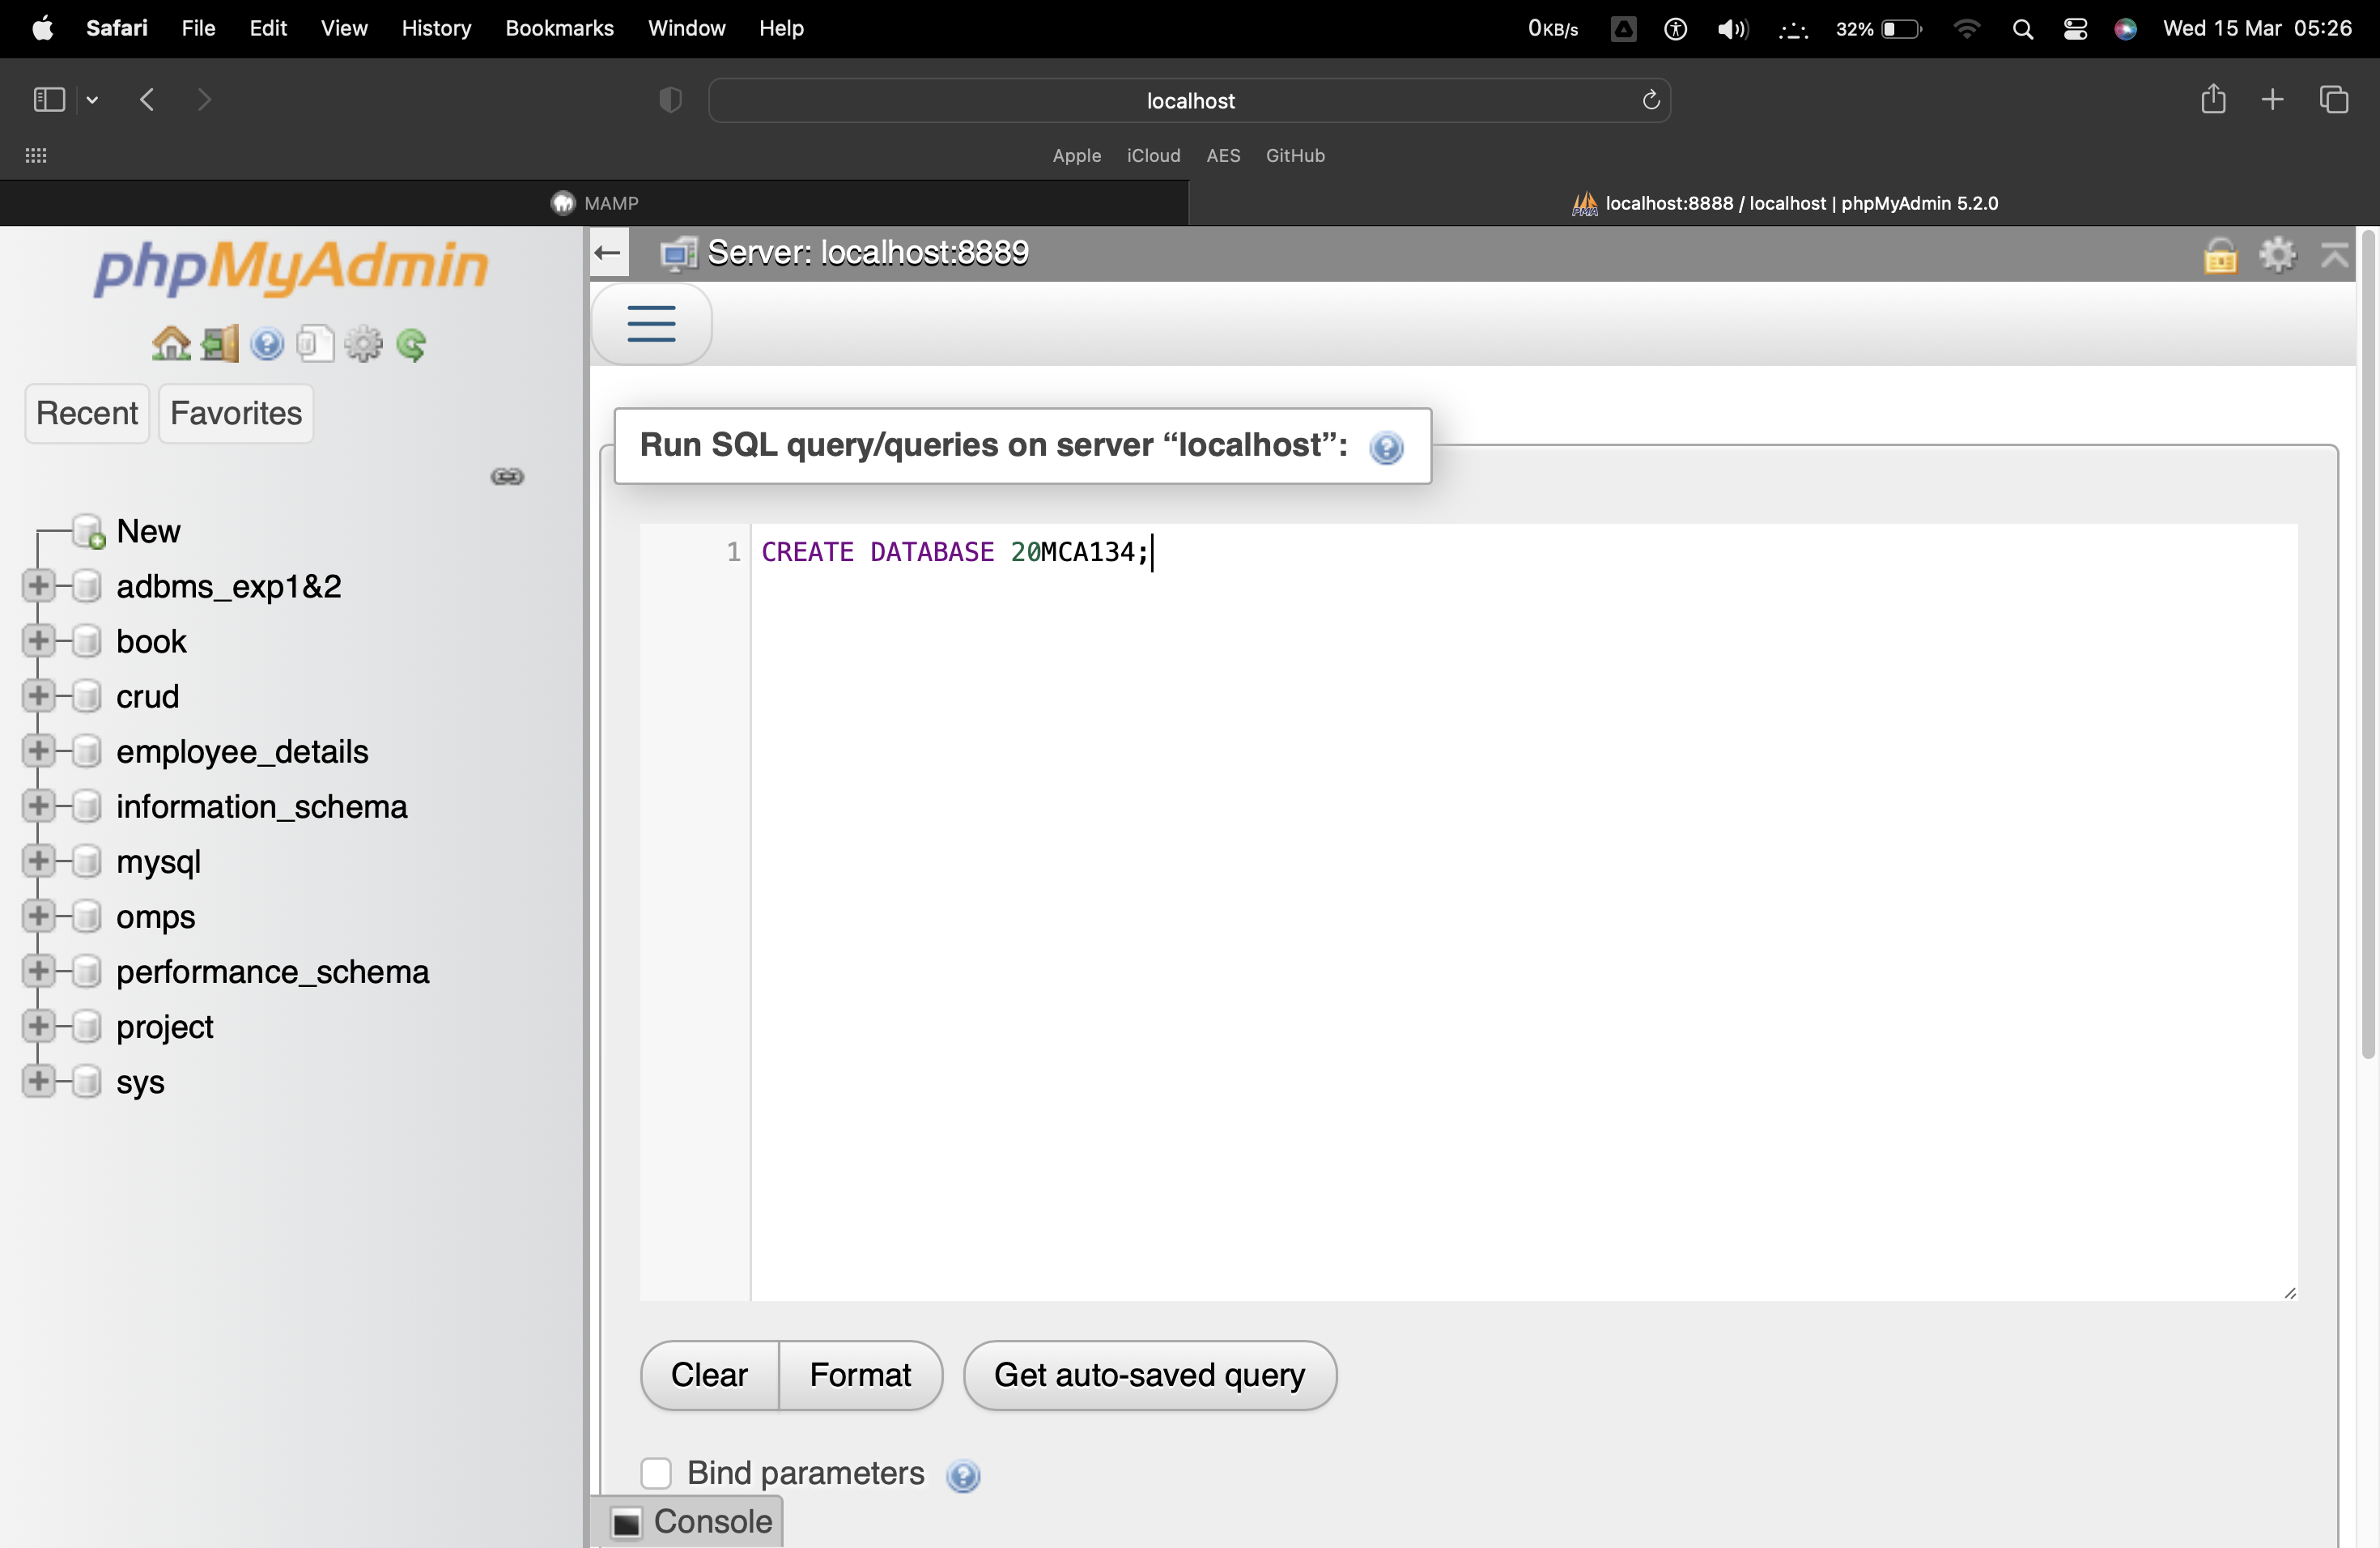 Safari File Edit View History Bookmarks Window Help 0KB/s 32% Wed 15 Mar 05:26
localhost
Apple iCloud AES GitHub
MAMP
localhost:8888 / localhost | phpMyAdmin 5.2.0
phpMyAdmin
Recent Favorites
New
adbms_exp1&2
book
crud
employee_details
information_schema
mysql
omps
performance_schema
project
sys
Server: localhost:8889
Run SQL query/queries on server “localhost”:
1 CREATE DATABASE 20MCA134;
Clear Format Get auto-saved query
Bind parameters
Console